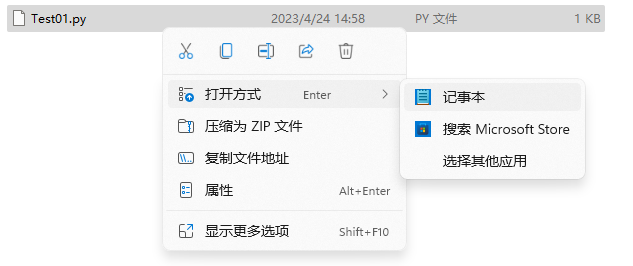 Test01.py 2023/4/24 14:58 PY 文件 1 KB
打开方式 Enter
记事本
压缩为 ZIP 文件
搜索 Microsoft Store
复制文件地址
选择其他应用
属性 Alt+Enter
显示更多选项 Shift+F10